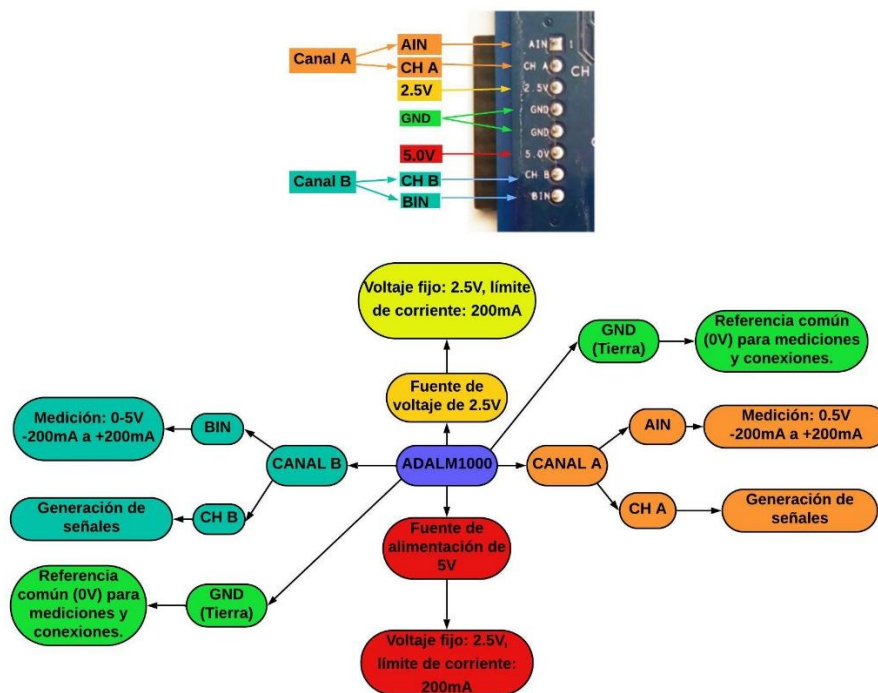 Canal A
AIN
CH A
2.5V
GND
5.0V
Canal B
CH B
BIN
AIN 1
CH A
CH
2.5V
GND
GND
5.0V
CH B
BIN
Voltaje fijo: 2.5V, límite
de corriente: 200mA
GND
(Tierra)
Referencia común
(0V) para mediciones
y conexiones.
Fuente de
voltaje de 2.5V
Medición: 0-5V
-200mA a +200mA
BIN
CANAL B
ADALM1000
CANAL A
AIN
Medición: 0.5V
-200mA a +200mA
Generación de
señales
CH B
CH A
Generación de
señales
Fuente de
alimentación de
5V
Referencia
común (0V) para
mediciones y
conexiones.
GND
(Tierra)
Voltaje fijo: 2.5V,
límite de corriente:
200mA